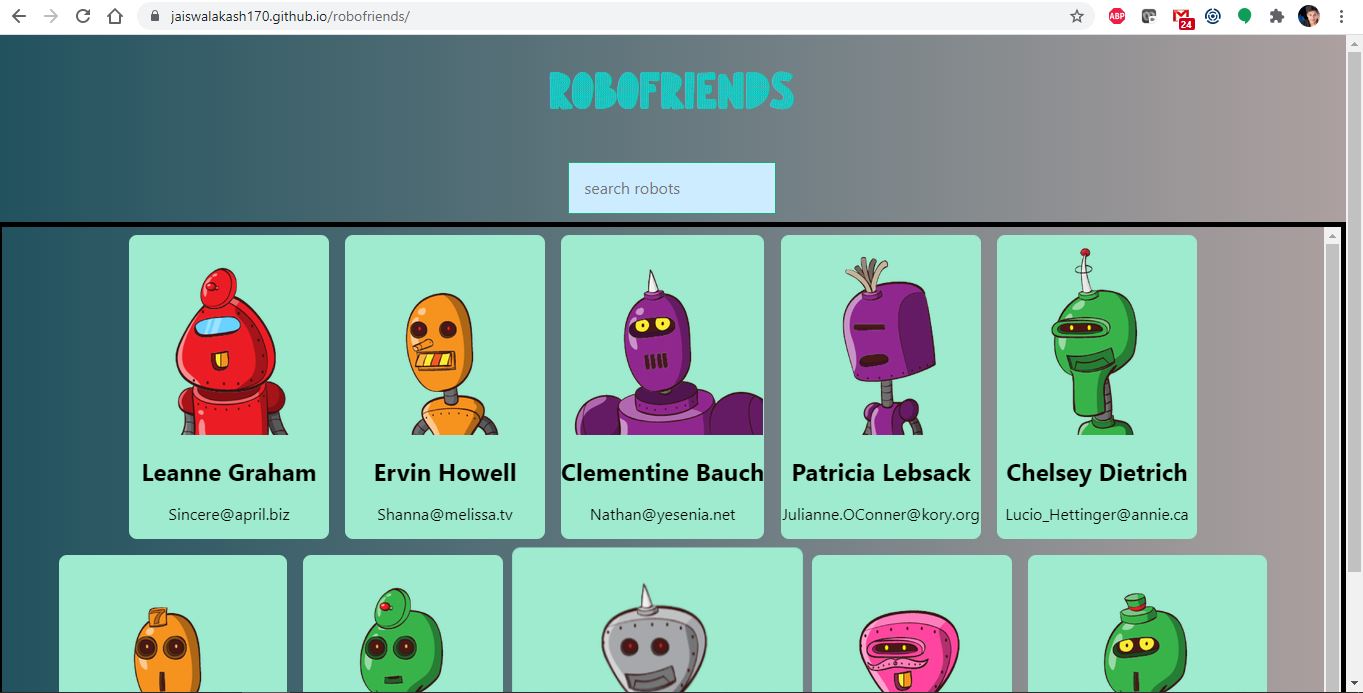 jaiswalakash170.github.io/robofriends/
ABP
24
ROBOFRIENDS
search robots
Leanne Graham
Ervin Howell
Clementine Bauch
Patricia Lebsack
Chelsey Dietrich
Sincere@april.biz
Shanna@melissa.tv
Nathan@yesenia.net
Julianne.OConner@kory.org
Lucio_Hettinger@annie.ca
7